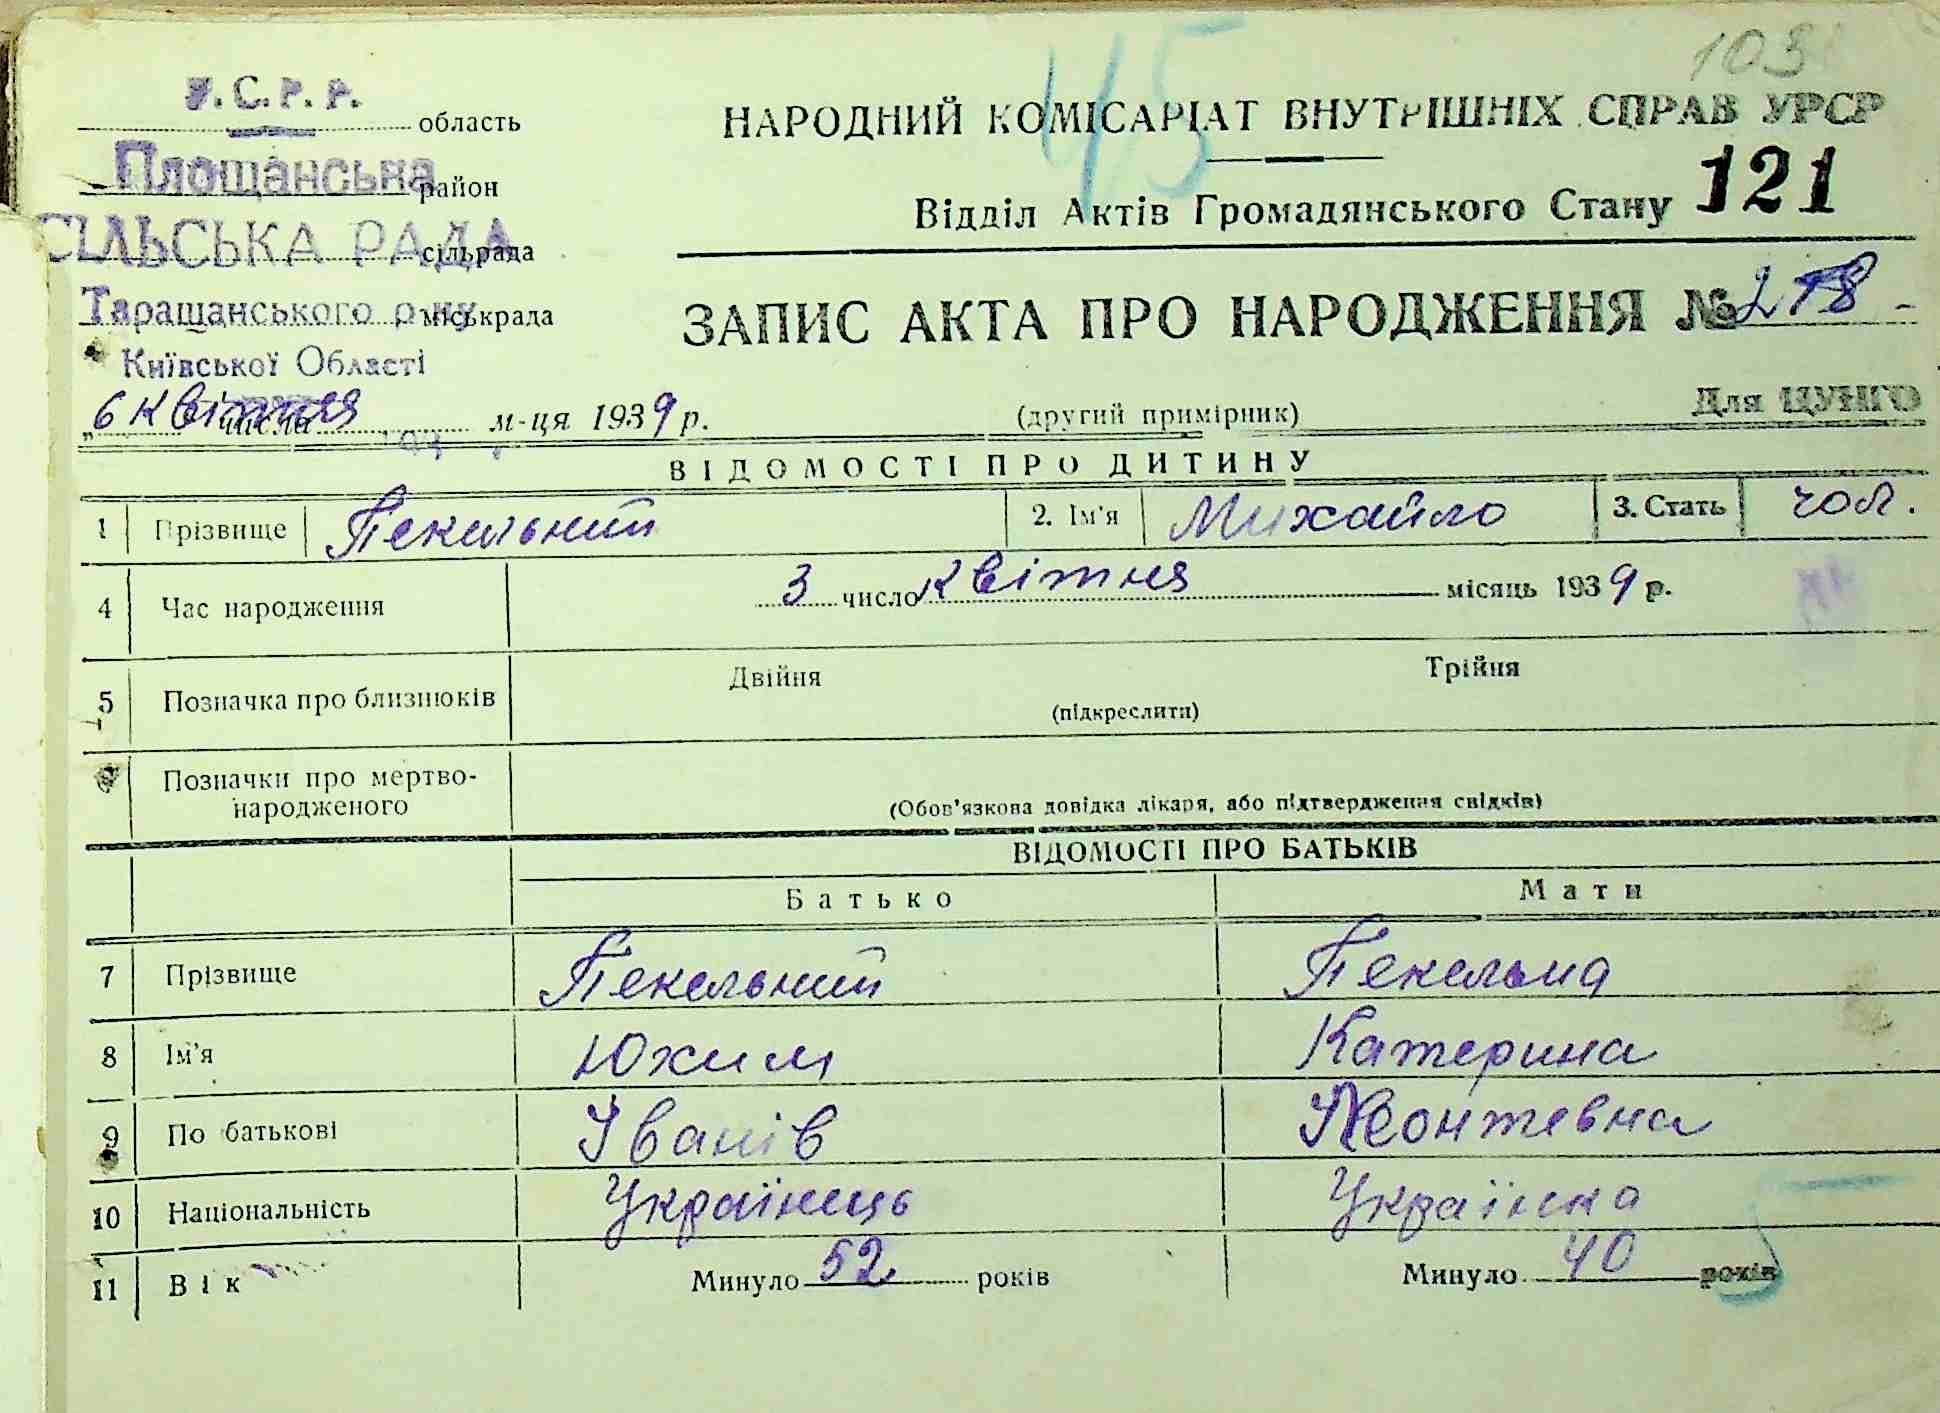 У.С.Р.Р.
область
Площанська
район
СІЛЬСЬКА РАДА
сільрада
Таращанського р-ну
міськрада
Київської Області
„6 квітня числа м-ця 1939 р.
45
103
НАРОДНИЙ КОМІСАРІАТ ВНУТРІШНІХ СПРАВ УРСР
Відділ Актів Громадянського Стану 121
ЗАПИС АКТА ПРО НАРОДЖЕННЯ №
(другий примірник)
Для ЦУНГО
ВІДОМОСТІ ПРО ДИТИНУ
1 Прізвище Пекельний 2. Ім'я Михайло 3. Стать чол.
4 Час народження 3 число квітня місяць 1939 р.
5 Позначка про близнюків Двійня Трійня
(підкреслити)
Позначки про мертво-
народженого
(Обов'язкова довідка лікаря, або підтвердження свідків)
ВІДОМОСТІ ПРО БАТЬКІВ
Батько Мати
7 Прізвище Пекельний Пекельна
8 Ім'я Юхим Катерина
9 По батькові Іванів Леонтевна
10 Національність Українець Українка
11 Вік Минуло 52 років Минуло 40 років